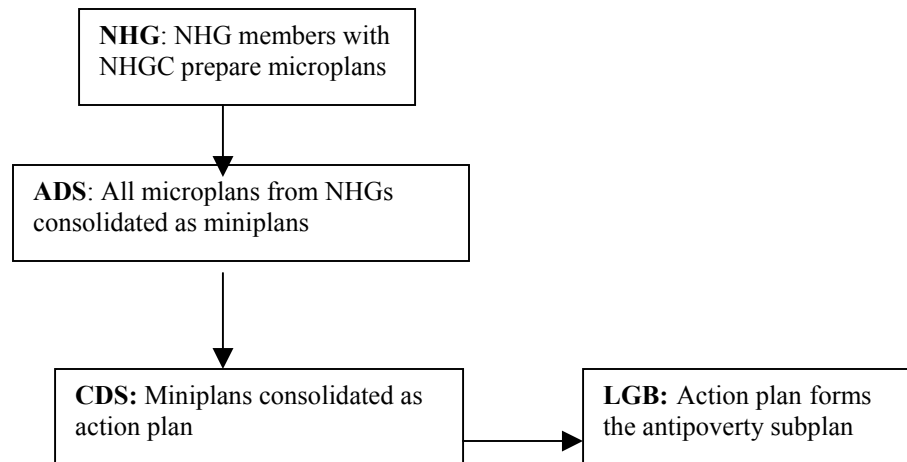 NHG: NHG members with
NHGC prepare microplans
ADS: All microplans from NHGs
consolidated as miniplans
CDS: Miniplans consolidated as
action plan
LGB: Action plan forms
the antipoverty subplan